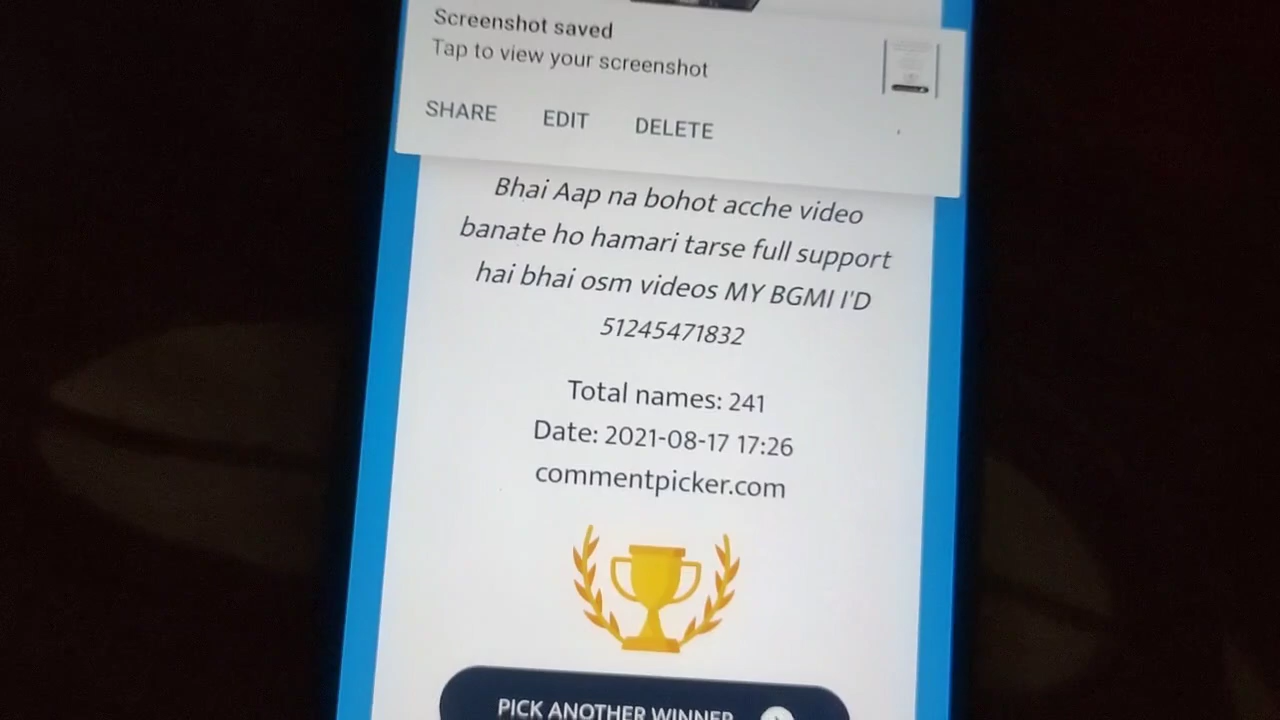 Screenshot saved
Tap to view your screenshot
SHARE EDIT DELETE
Bhai Aap na bohot acche video
banate ho hamari tarse full support
hai bhai osm videos MY BGMI I'D
51245471832
Total names: 241
Date: 2021-08-17 17:26
commentpicker.com
PICK ANOTHER WINNER